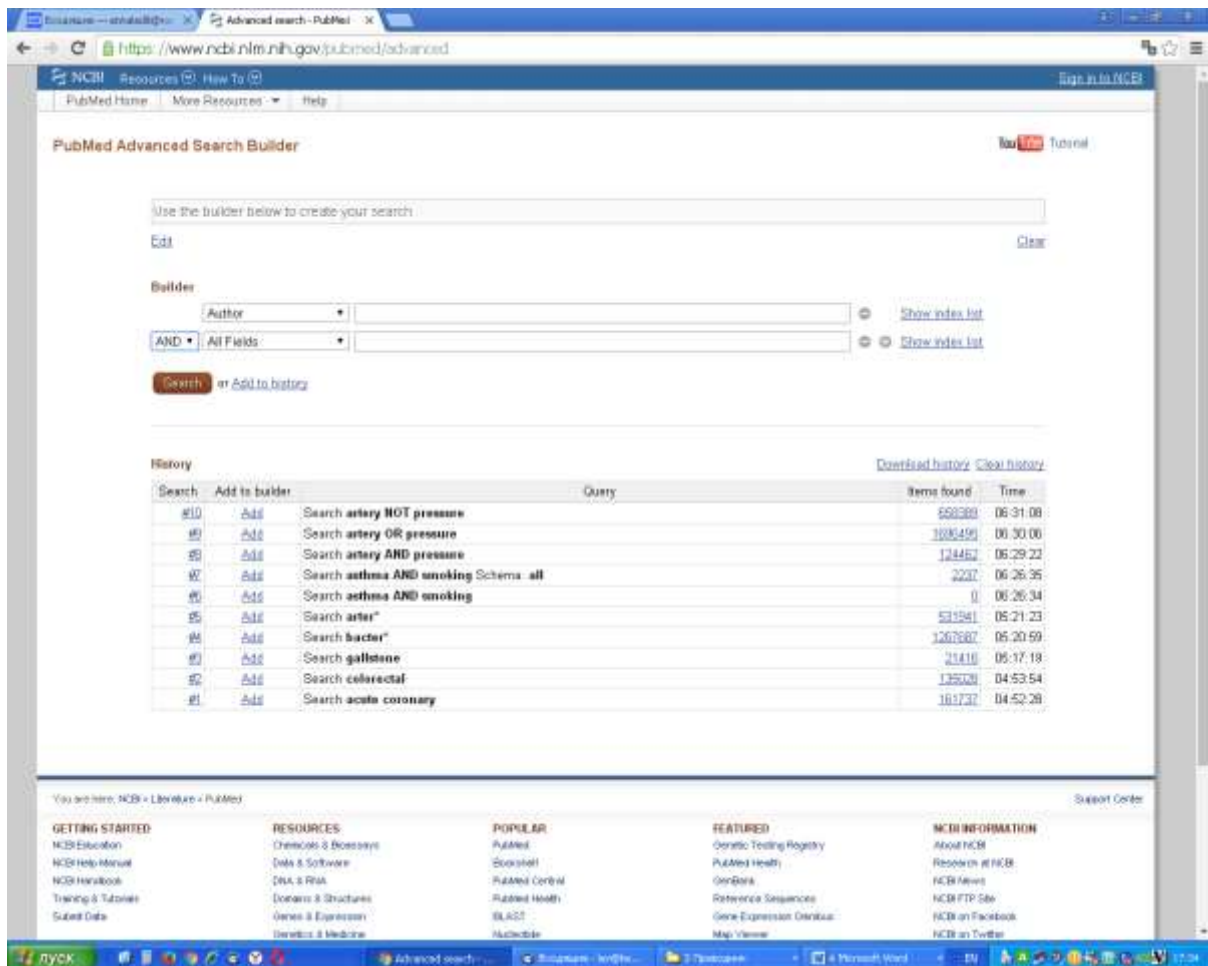 Advanced search - PubMed
https://www.ncbi.nlm.nih.gov/pubmed/advanced
NCBI Resources How To Sign in to NCBI
PubMed Home More Resources Help
PubMed Advanced Search Builder YouTube Tutorial
Use the builder below to create your search
Edit Clear
Builder
Author Show index list
AND All Fields Show index list
Search or Add to history
History Download history Clear history
Search Add to builder Query Items found Time
#10 Add Search artery NOT pressure 658389 06:31:08
#9 Add Search artery OR pressure 1696496 06:30:06
#8 Add Search artery AND pressure 124462 06:29:22
#7 Add Search asthma AND smoking Schema: all 2237 06:26:35
#6 Add Search asthma AND smoking 0 06:26:34
#5 Add Search arter* 531941 05:21:23
#4 Add Search bacter* 05:20:59
#3 Add Search gallstone 21416 05:17:19
#2 Add Search colorectal 04:53:54
#1 Add Search acute coronary 161737 04:52:28
You are here: NCBI > Literature > PubMed Support Center
GETTING STARTED RESOURCES POPULAR FEATURED NCBI INFORMATION
NCBI Education Chemicals & Bioassays PubMed Genetic Testing Registry About NCBI
NCBI Help Manual Data & Software Bookshelf PubMed Health Research at NCBI
NCBI Handbook DNA & RNA PubMed Central GenBank NCBI News
Training & Tutorials Domains & Structures PubMed Health Reference Sequences NCBI FTP Site
Submit Data Genes & Expression BLAST Gene Expression Omnibus NCBI on Facebook
Genetics & Medicine Nucleotide Map Viewer NCBI on Twitter
пуск Advanced search - ... 4 Microsoft Word EN 17:34